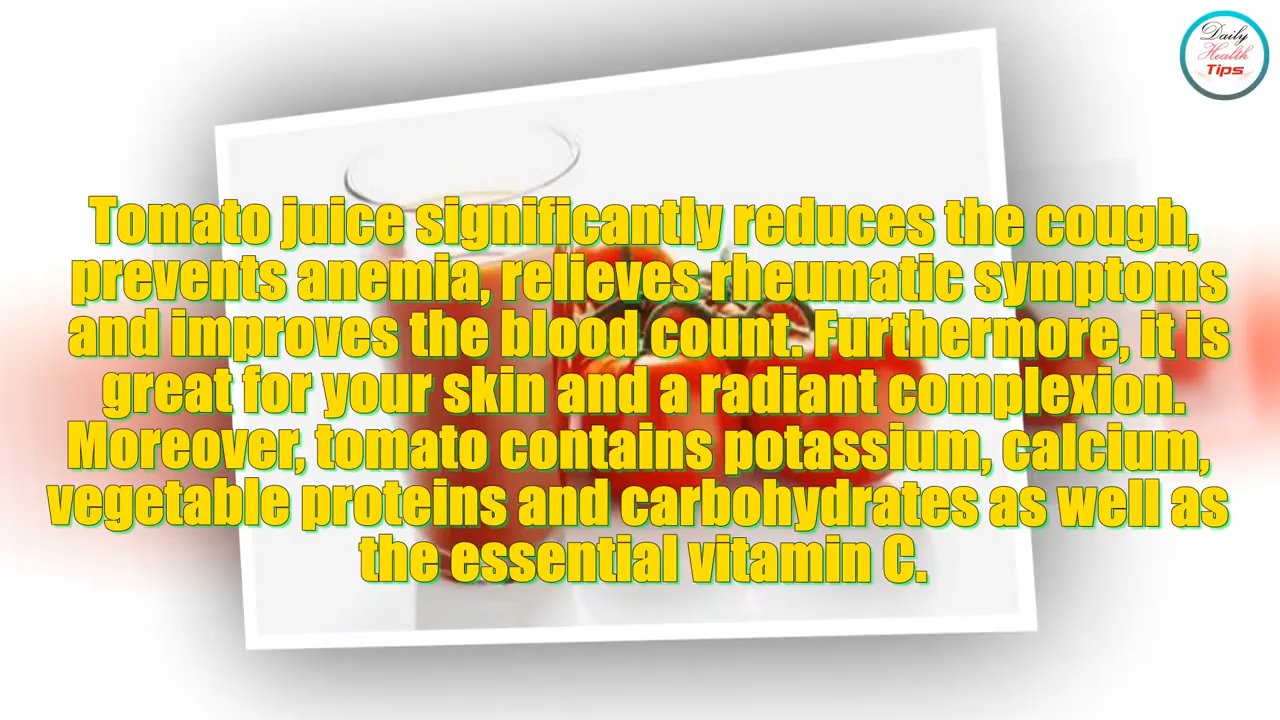 Daily
Health
Tips
Tomato juice significantly reduces the cough,
prevents anemia, relieves rheumatic symptoms
and improves the blood count. Furthermore, it is
great for your skin and a radiant complexion.
Moreover, tomato contains potassium, calcium,
vegetable proteins and carbohydrates as well as
the essential vitamin C.